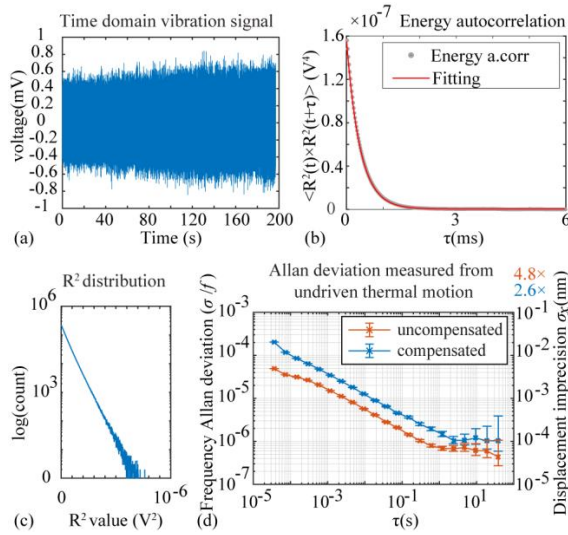 Time domain vibration signal
voltage(mV)
1
0.8
0.6
0.4
0.2
0
-0.2
-0.4
-0.6
-0.8
-1
0 40 80 120 160 200
(a) Time (s)
×10⁻⁷ Energy autocorrelation
<R²(t)×R²(t+τ)> (V⁴)
1.6
1.2
0.8
0.4
0
Energy a.corr
Fitting
0 3 6
(b) τ(ms)
R² distribution
log(count)
10⁶
10³
0
0 10⁻⁶
(c) R² value (V²)
Allan deviation measured from
undriven thermal motion
4.8×
2.6×
Frequency Allan deviation (σ/f)
10⁻³
10⁻⁴
10⁻⁵
10⁻⁶
10⁻⁷
uncompensated
compensated
10⁻¹
10⁻²
10⁻³
10⁻⁴
10⁻⁵
Displacement imprecision (nm)
10⁻⁵ 10⁻³ 10⁻¹ 10¹
(d) τ(s)